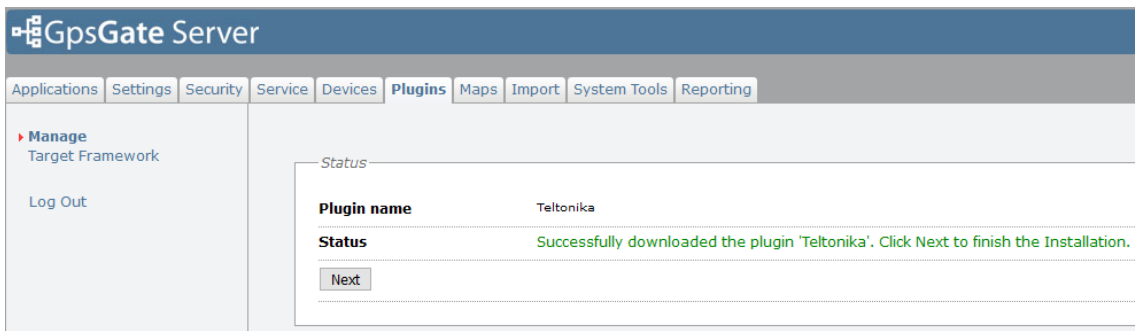 GpsGate Server
Applications Settings Security Service Devices Plugins Maps Import System Tools Reporting
Manage
Target Framework
Log Out
Status
Plugin name Teltonika
Status Successfully downloaded the plugin 'Teltonika'. Click Next to finish the Installation.
Next